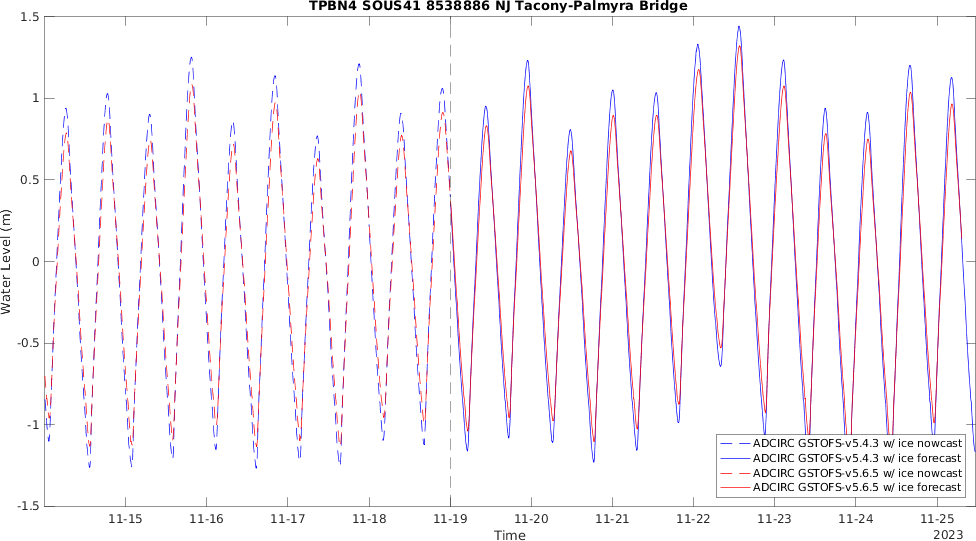 TPBN4 SOUS41 8538886 NJ Tacony-Palmyra Bridge
1.5
1
0.5
0
-0.5
-1
-1.5
Water Level (m)
11-15 11-16 11-17 11-18 11-19 11-20 11-21 11-22 11-23 11-24 11-25
Time
2023
ADCIRC GSTOFS-v5.4.3 w/ ice nowcast
ADCIRC GSTOFS-v5.4.3 w/ ice forecast
ADCIRC GSTOFS-v5.6.5 w/ ice nowcast
ADCIRC GSTOFS-v5.6.5 w/ ice forecast